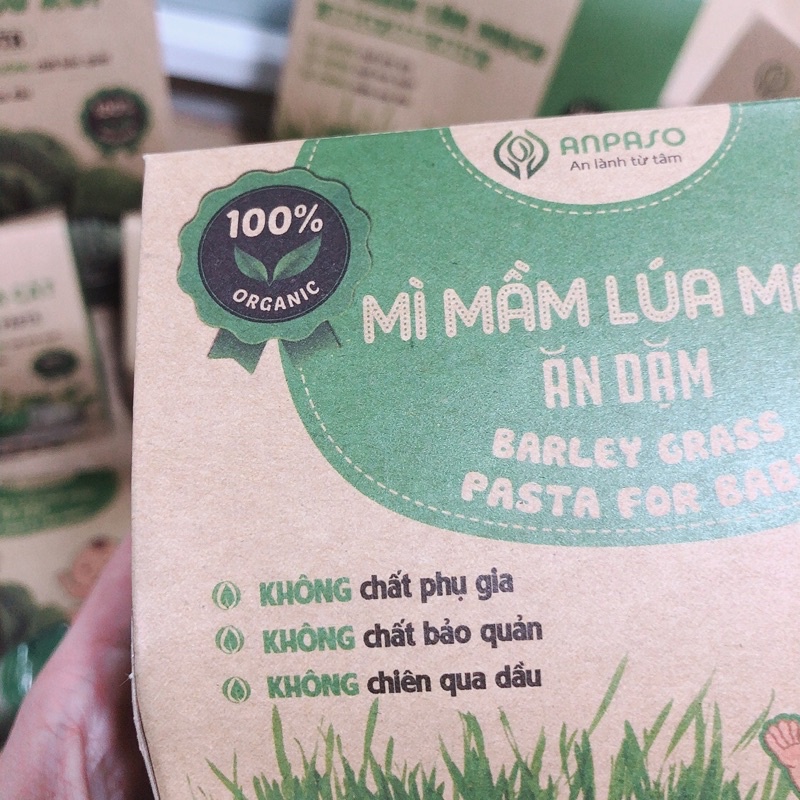 ANPASO
An lành từ tâm
100%
ORGANIC
MÌ MẦM LÚA
ĂN DẶM
BARLEY GRASS
PASTA FOR
KHÔNG chất phụ gia
KHÔNG chất bảo quản
KHÔNG chiên qua dầu